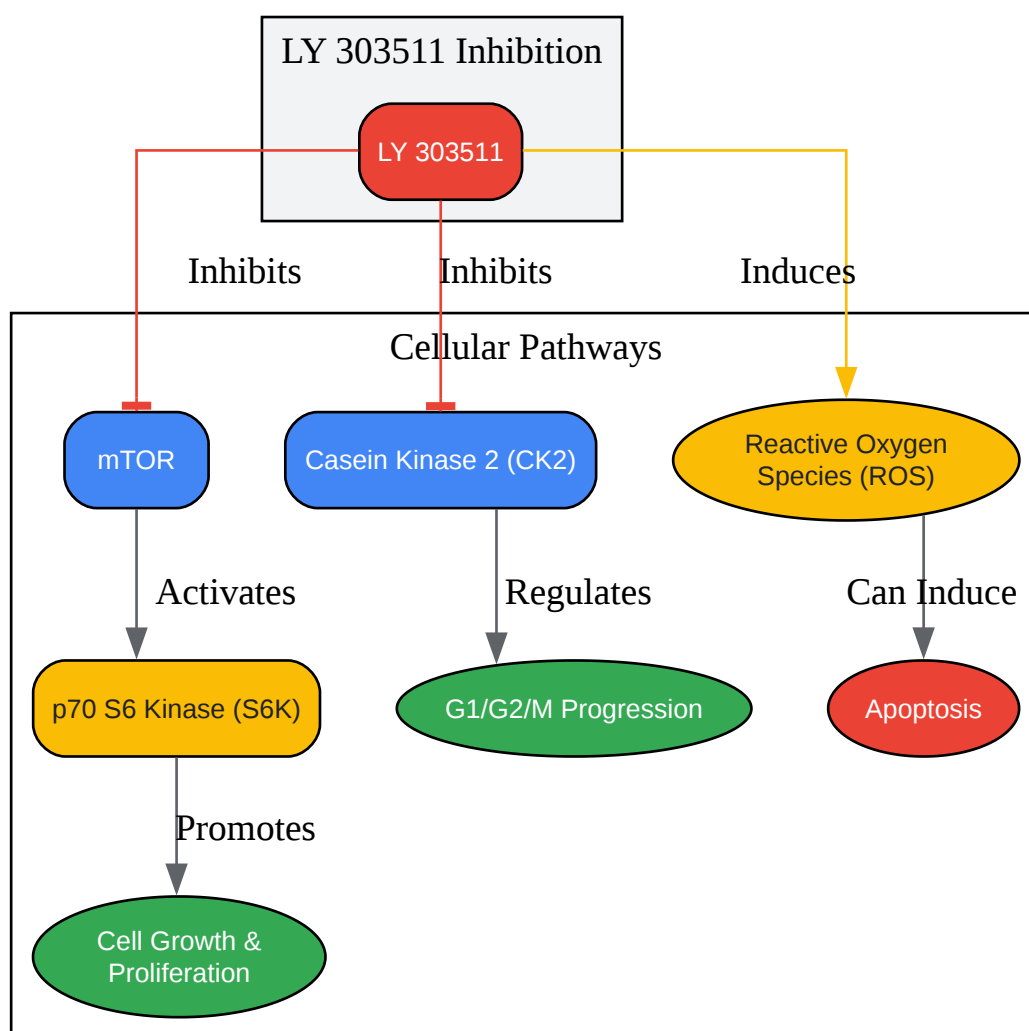 LY 303511 Inhibition
LY 303511
Inhibits
Inhibits
Induces
Cellular Pathways
mTOR
Casein Kinase 2 (CK2)
Reactive Oxygen
Species (ROS)
Activates
Regulates
Can Induce
p70 S6 Kinase (S6K)
G1/G2/M Progression
Apoptosis
Promotes
Cell Growth &
Proliferation